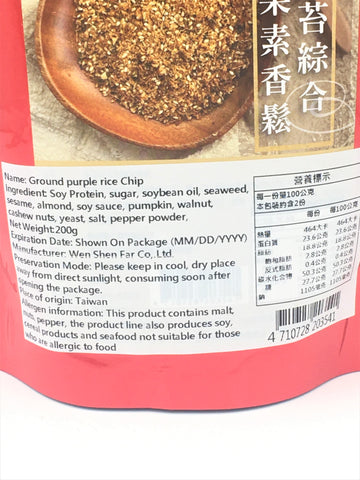 苔綜合
果素香鬆
Name: Ground purple rice Chip
Ingredient: Soy Protein, sugar, soybean oil, seaweed,
sesame, almond, soy sauce, pumpkin, walnut,
cashew nuts, yeast, salt, pepper powder,
Net Weight:200g
Expiration Date: Shown On Package (MM/DD/YYYY)
Manufacturer: Wen Shen Far Co,.Ltd.
Preservation Mode: Please keep in cool, dry place
away from direct sunlight, consuming soon after
opening the package.
Place of origin: Taiwan
Allergen information: This product contains malt,
nuts, pepper, the product line also produces soy,
cereal products and seafood not suitable for those
who are allergic to food
營養標示
每一份量100公克
本包裝約含2份
每份 每100公克
熱量 464大卡 464大卡
蛋白質 23.6公克 23.6公克
脂肪 18.8公克 18.8公克
飽和脂肪 2.8公克 2.8公克
反式脂肪 0.4公克 0.4公克
碳水化合物 50.3公克 50.3公克
糖 27.7公克 27.7公克
鈉 1105毫克 1105毫克
4 710728 203541